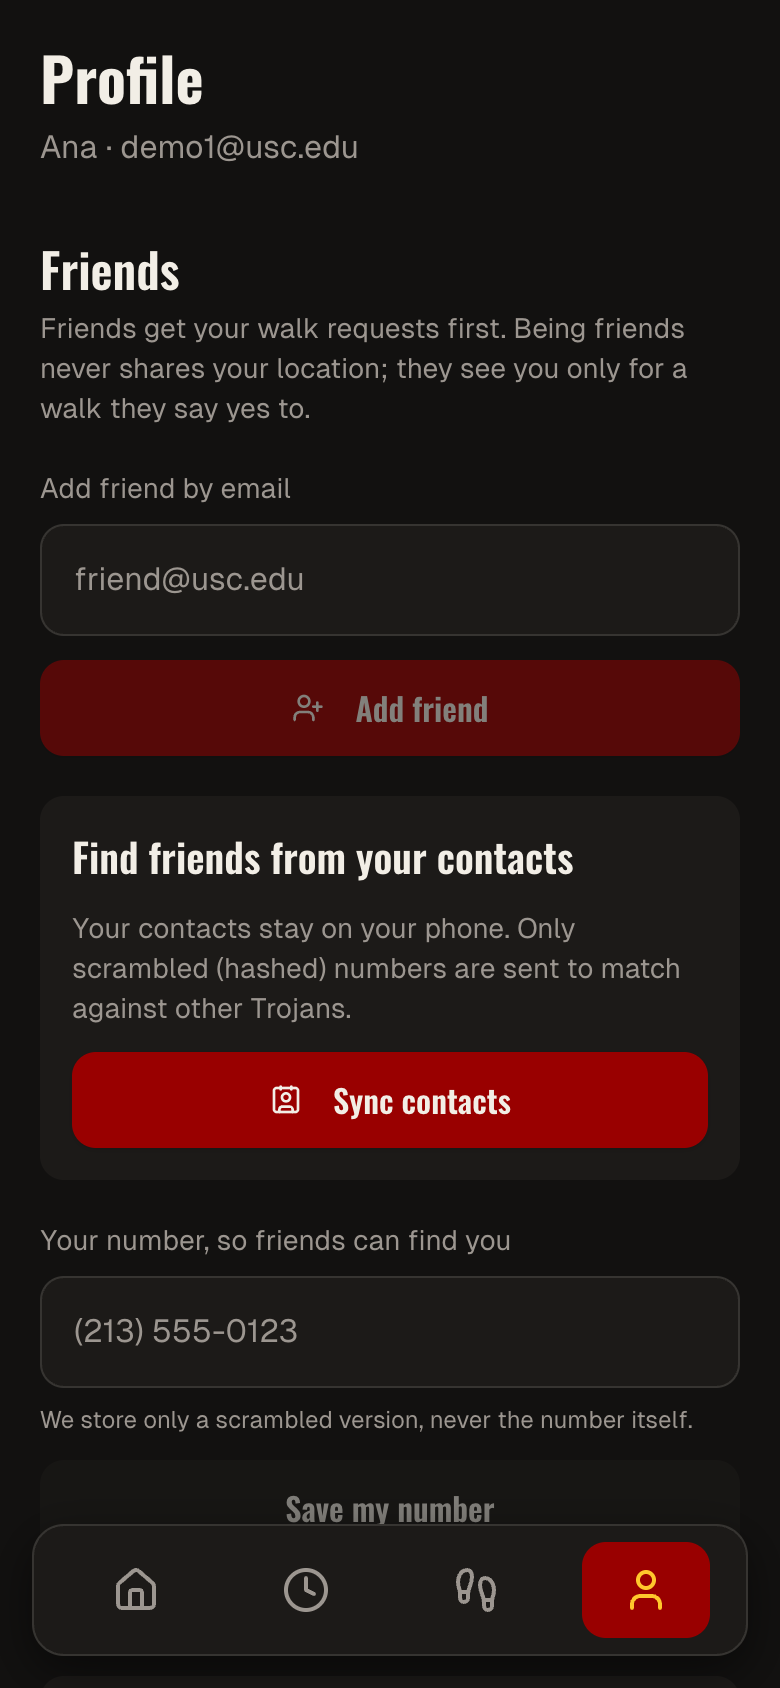 Profile
Ana · demo1@usc.edu
Friends
Friends get your walk requests first. Being friends
never shares your location; they see you only for a
walk they say yes to.
Add friend by email
friend@usc.edu
Add friend
Find friends from your contacts
Your contacts stay on your phone. Only
scrambled (hashed) numbers are sent to match
against other Trojans.
Sync contacts
Your number, so friends can find you
(213) 555-0123
We store only a scrambled version, never the number itself.
Save my number